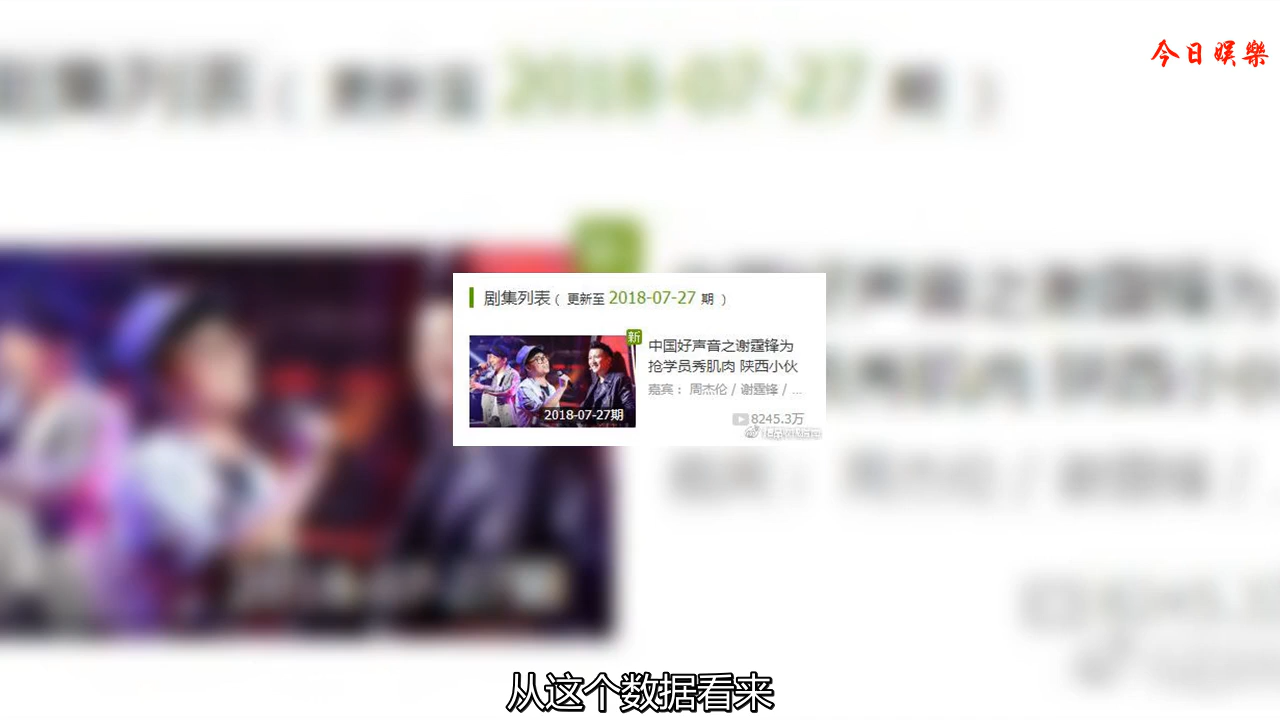 今日娱樂
剧集列表（ 更新至 2018-07-27 期 ）
新
中国好声音之谢霆锋为
抢学员秀肌肉 陕西小伙
嘉宾： 周杰伦 / 谢霆锋 / ...
2018-07-27期
8245.3万
从这个数据看来